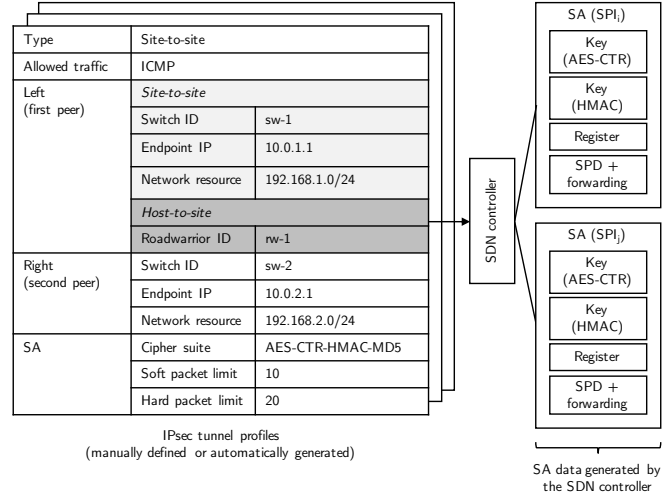 Type Site-to-site
Allowed traffic ICMP
Left
(first peer)
Site-to-site
Switch ID sw-1
Endpoint IP 10.0.1.1
Network resource 192.168.1.0/24
Host-to-site
Roadwarrior ID rw-1
Right
(second peer)
Switch ID sw-2
Endpoint IP 10.0.2.1
Network resource 192.168.2.0/24
SA
Cipher suite AES-CTR-HMAC-MD5
Soft packet limit 10
Hard packet limit 20
IPsec tunnel profiles
(manually defined or automatically generated)
SDN controller
SA (SPIi)
Key
(AES-CTR)
Key
(HMAC)
Register
SPD +
forwarding
SA (SPIj)
Key
(AES-CTR)
Key
(HMAC)
Register
SPD +
forwarding
SA data generated by
the SDN controller